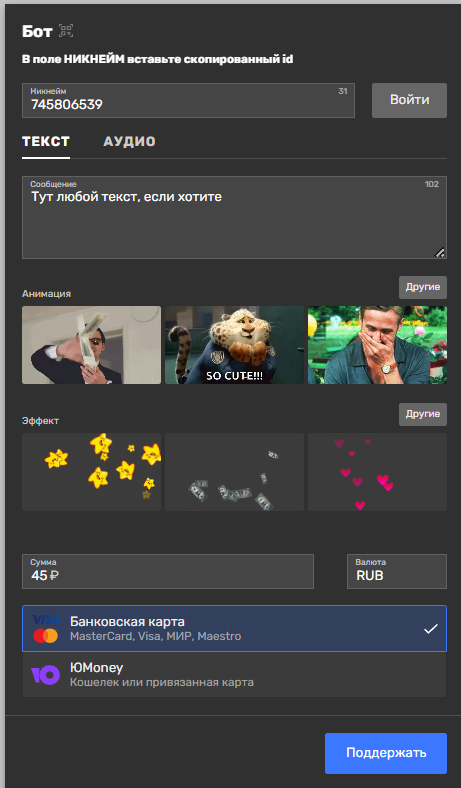 Бот
В поле НИКНЕЙМ вставьте скопированный id
Никнейм 31
745806539
Войти
ТЕКСТ АУДИО
Сообщение 102
Тут любой текст, если хотите
Анимация Другие
SO CUTE!!!
Эффект Другие
Сумма
45 ₽
Валюта
RUB
VISA
Банковская карта
MasterCard, Visa, МИР, Maestro
ЮMoney
Кошелек или привязанная карта
Поддержать